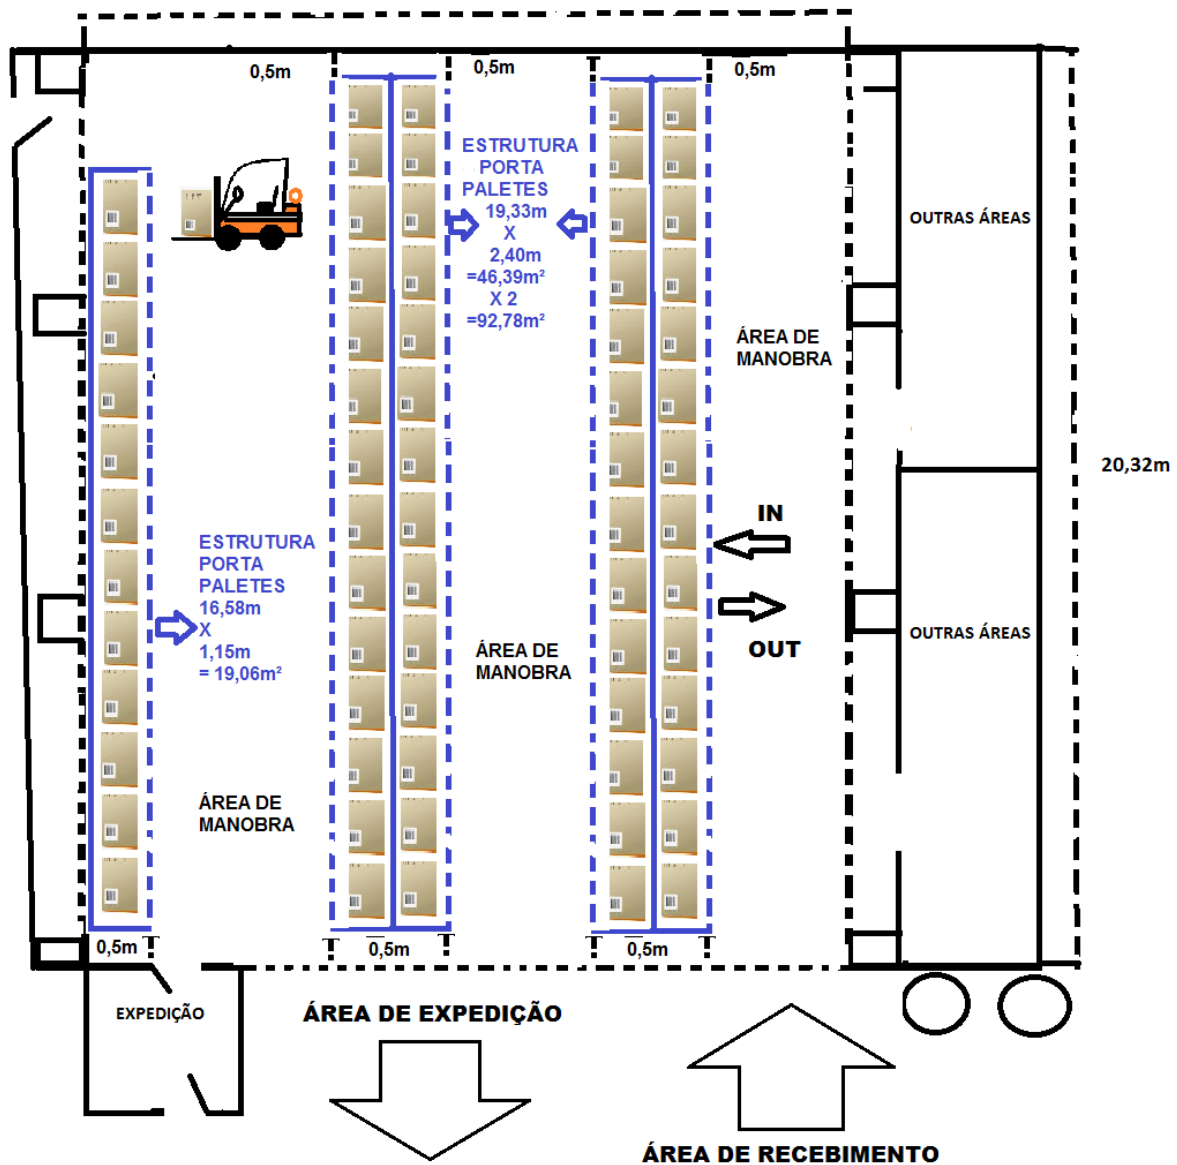 0,5m
0,5m
0,5m
ESTRUTURA
PORTA
PALETES
19,33m
X
2,40m
=46,39m²
X 2
=92,78m²
OUTRAS ÁREAS
ÁREA DE
MANOBRA
20,32m
IN
OUT
ESTRUTURA
PORTA
PALETES
16,58m
X
1,15m
= 19,06m²
OUTRAS ÁREAS
ÁREA DE
MANOBRA
ÁREA DE
MANOBRA
0,5m
0,5m
0,5m
EXPEDIÇÃO
ÁREA DE EXPEDIÇÃO
ÁREA DE RECEBIMENTO